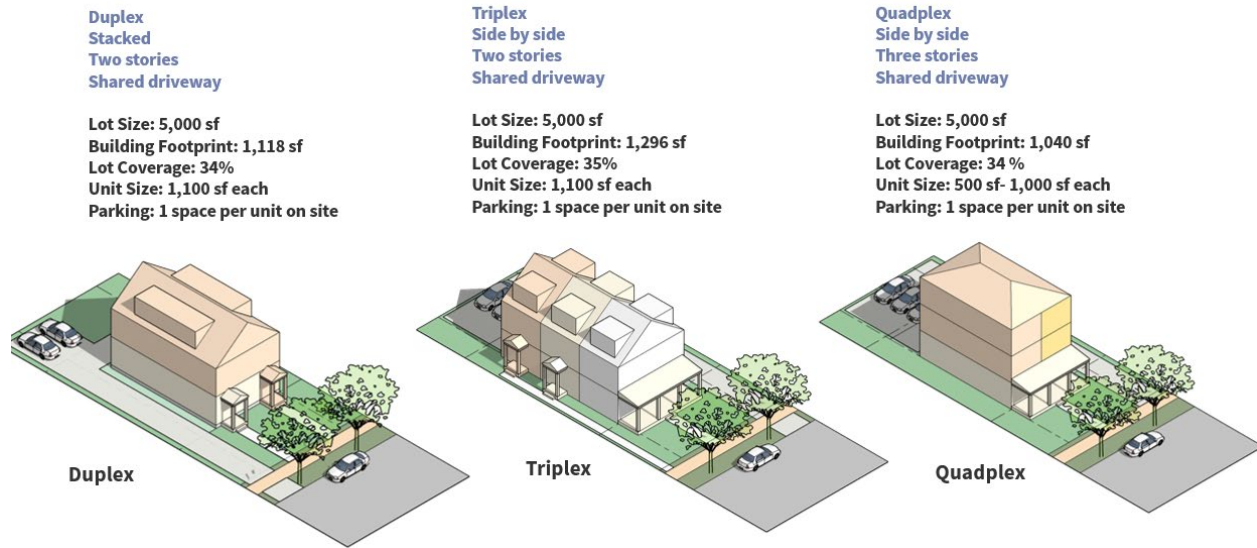 Duplex
Stacked
Two stories
Shared driveway
Lot Size: 5,000 sf
Building Footprint: 1,118 sf
Lot Coverage: 34%
Unit Size: 1,100 sf each
Parking: 1 space per unit on site
Triplex
Side by side
Two stories
Shared driveway
Lot Size: 5,000 sf
Building Footprint: 1,296 sf
Lot Coverage: 35%
Unit Size: 1,100 sf each
Parking: 1 space per unit on site
Quadplex
Side by side
Three stories
Shared driveway
Lot Size: 5,000 sf
Building Footprint: 1,040 sf
Lot Coverage: 34 %
Unit Size: 500 sf- 1,000 sf each
Parking: 1 space per unit on site
Duplex
Triplex
Quadplex